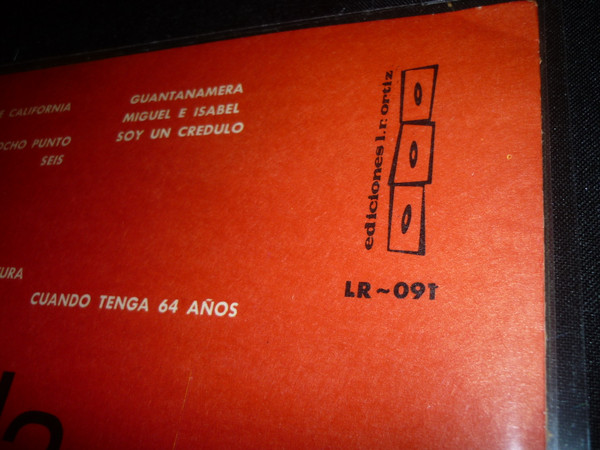 E CALIFORNIA
OCHO PUNTO
SEIS
GUANTANAMERA
MIGUEL E ISABEL
SOY UN CREDULO
ediciones l.r. ortiz
LR~091
URA
CUANDO TENGA 64 AÑOS